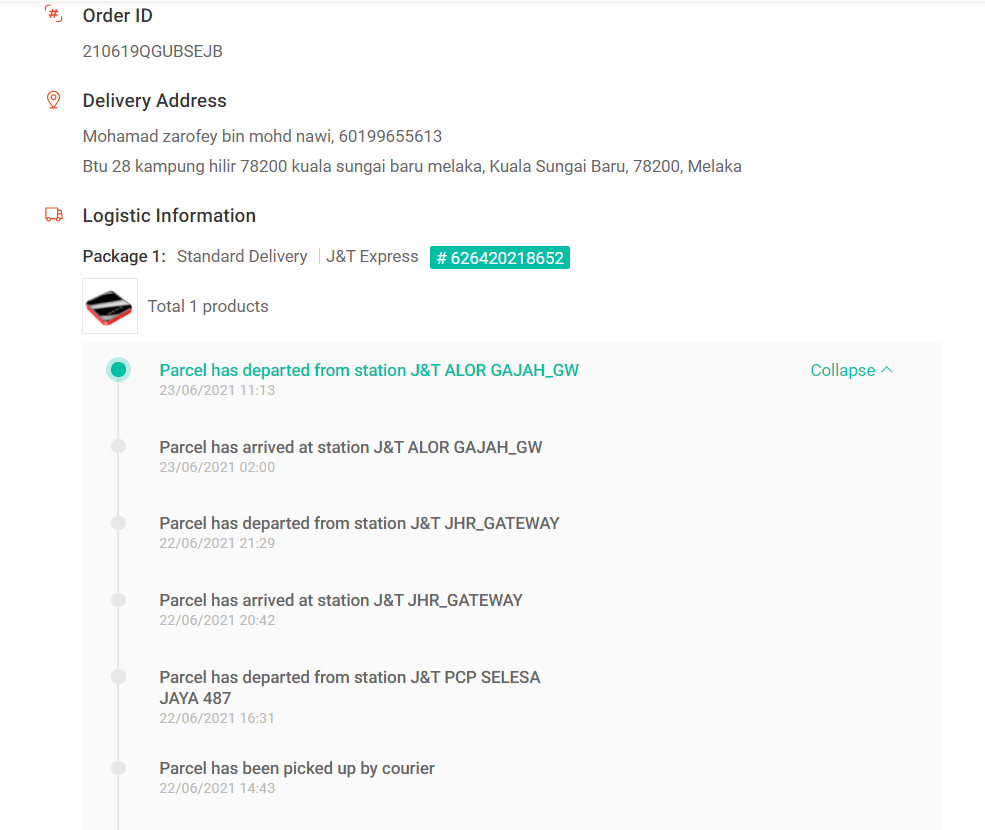 Order ID
210619QGUBSEJB
Delivery Address
Mohamad zarofey bin mohd nawi, 60199655613
Btu 28 kampung hilir 78200 kuala sungai baru melaka, Kuala Sungai Baru, 78200, Melaka
Logistic Information
Package 1: Standard Delivery J&T Express # 626420218652
Total 1 products
Parcel has departed from station J&T ALOR GAJAH_GW Collapse
23/06/2021 11:13
Parcel has arrived at station J&T ALOR GAJAH_GW
23/06/2021 02:00
Parcel has departed from station J&T JHR_GATEWAY
22/06/2021 21:29
Parcel has arrived at station J&T JHR_GATEWAY
22/06/2021 20:42
Parcel has departed from station J&T PCP SELESA
JAYA 487
22/06/2021 16:31
Parcel has been picked up by courier
22/06/2021 14:43